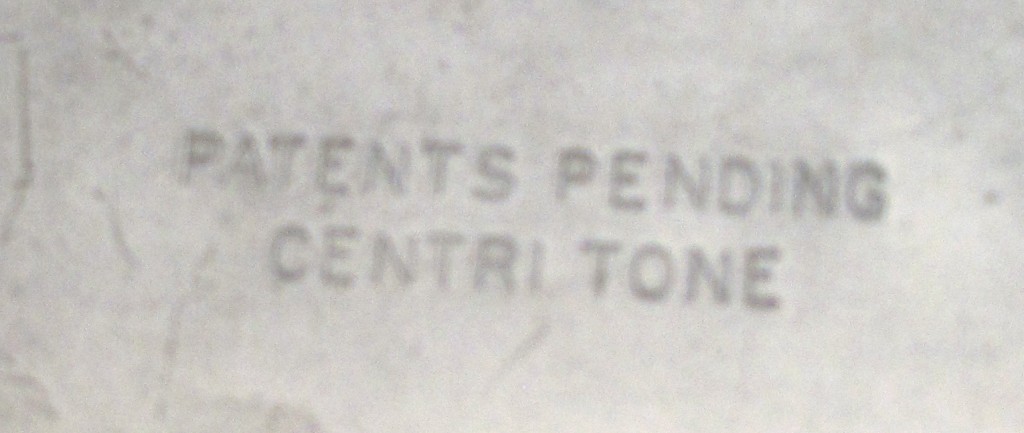 PATENTS PENDING
CENTRI TONE